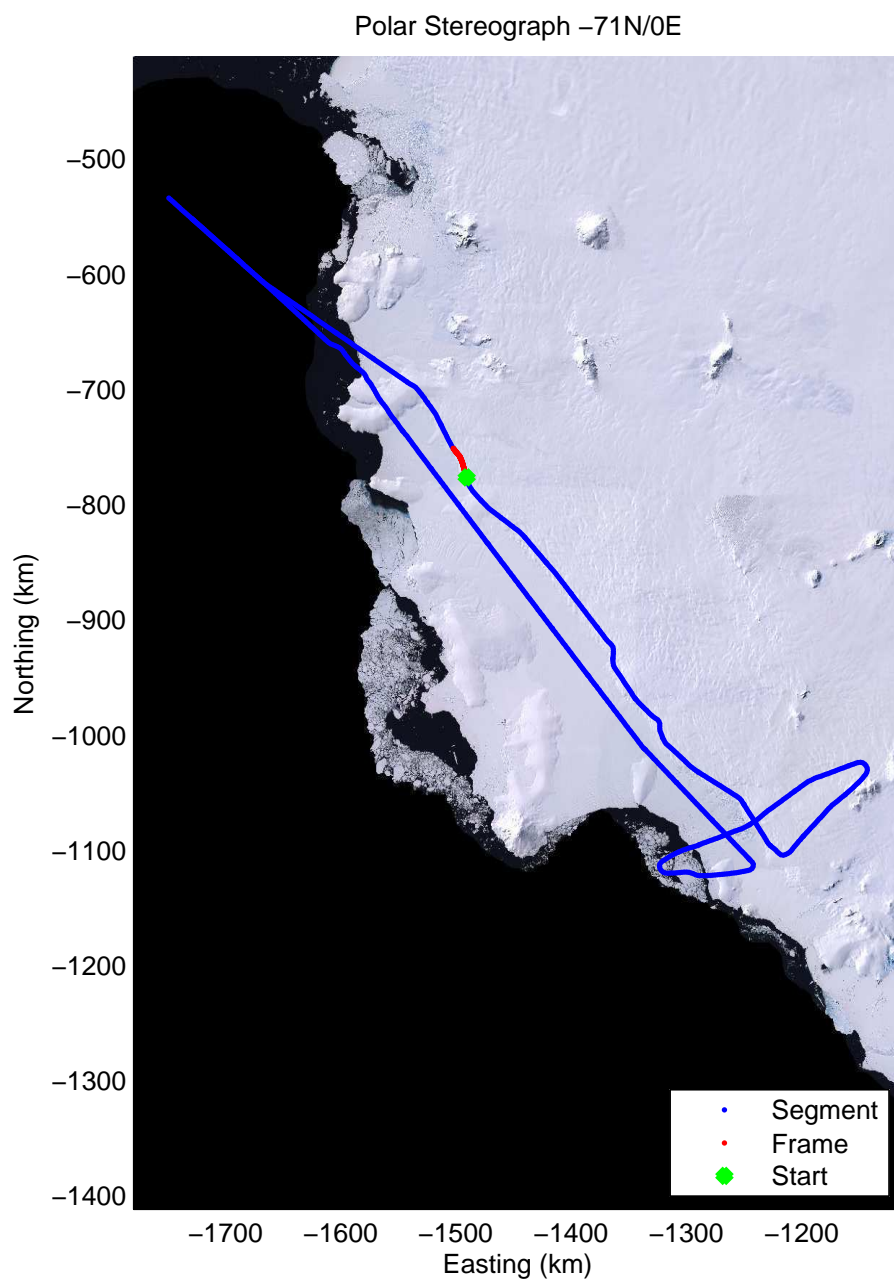 Polar Stereograph −71N/0E
−500
−600
−700
−800
−900
−1000
−1100
−1200
−1300
−1400
Northing (km)
Segment
Frame
Start
−1700 −1600 −1500 −1400 −1300 −1200
Easting (km)